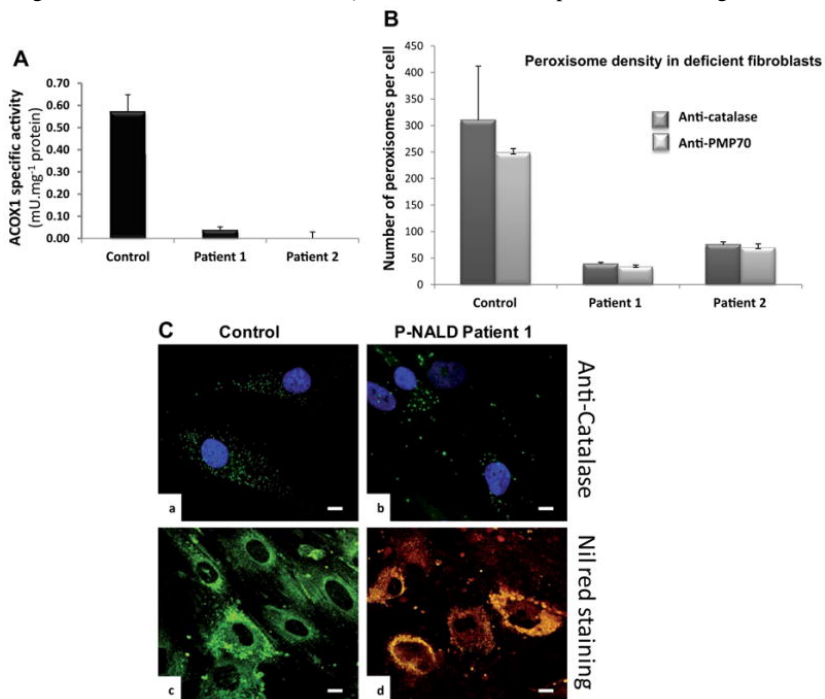 A
ACOX1 specific activity
(mU.mg-1 protein)
0.70
0.60
0.50
0.40
0.30
0.20
0.10
0.00
Control
Patient 1
Patient 2
B
Peroxisome density in deficient fibroblasts
Anti-catalase
Anti-PMP70
Number of peroxisomes per cell
450
400
350
300
250
200
150
100
50
0
Control
Patient 1
Patient 2
C
Control
P-NALD Patient 1
Anti-Catalase
a
b
Nil red staining
c
d